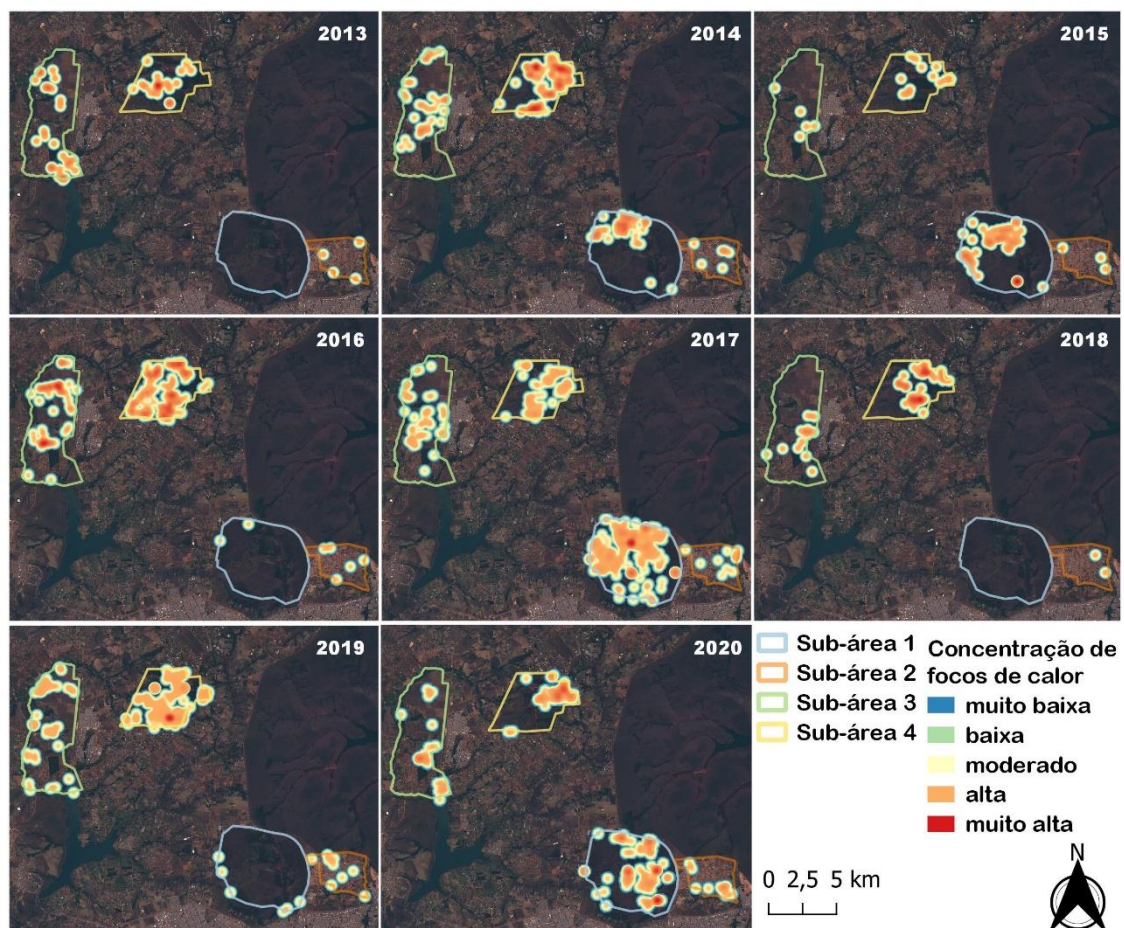 2013
2014
2015
2016
2017
2018
2019
2020
Sub-área 1
Sub-área 2
Sub-área 3
Sub-área 4
Concentração de
focos de calor
muito baixa
baixa
moderado
alta
muito alta
0 2,5 5 km
N